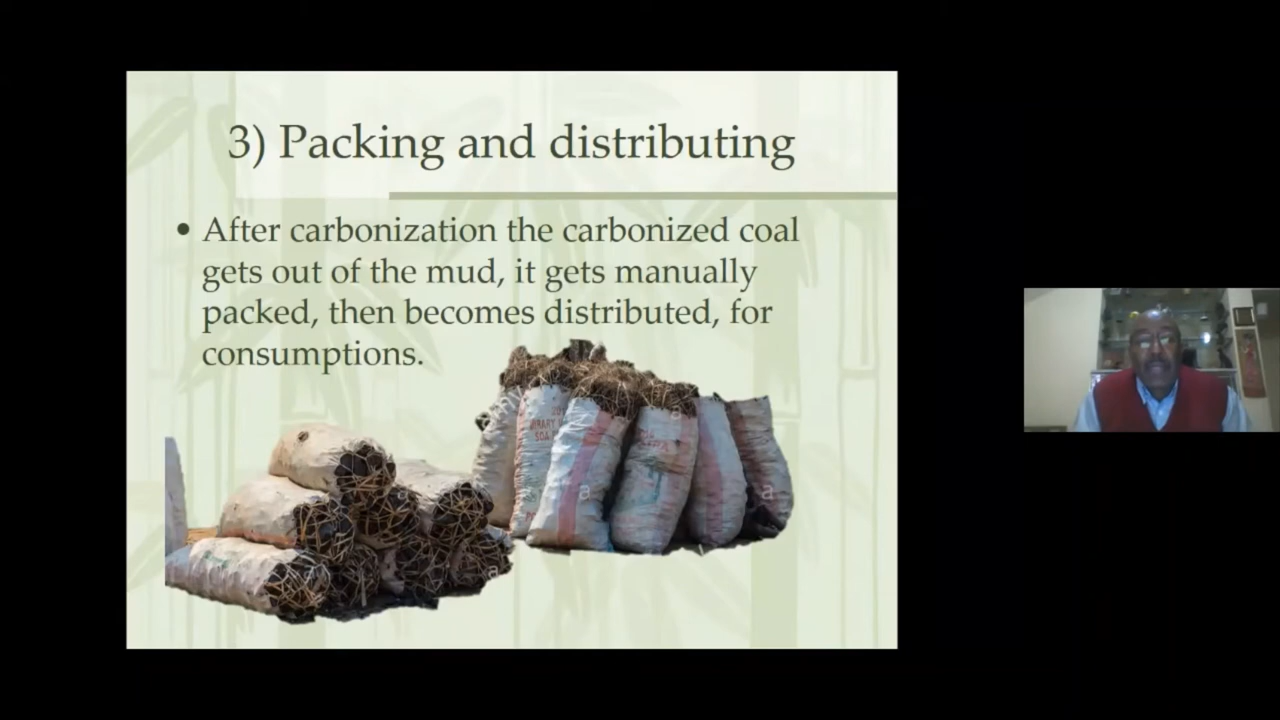 3) Packing and distributing
• After carbonization the carbonized coal
gets out of the mud, it gets manually
packed, then becomes distributed, for
consumptions.